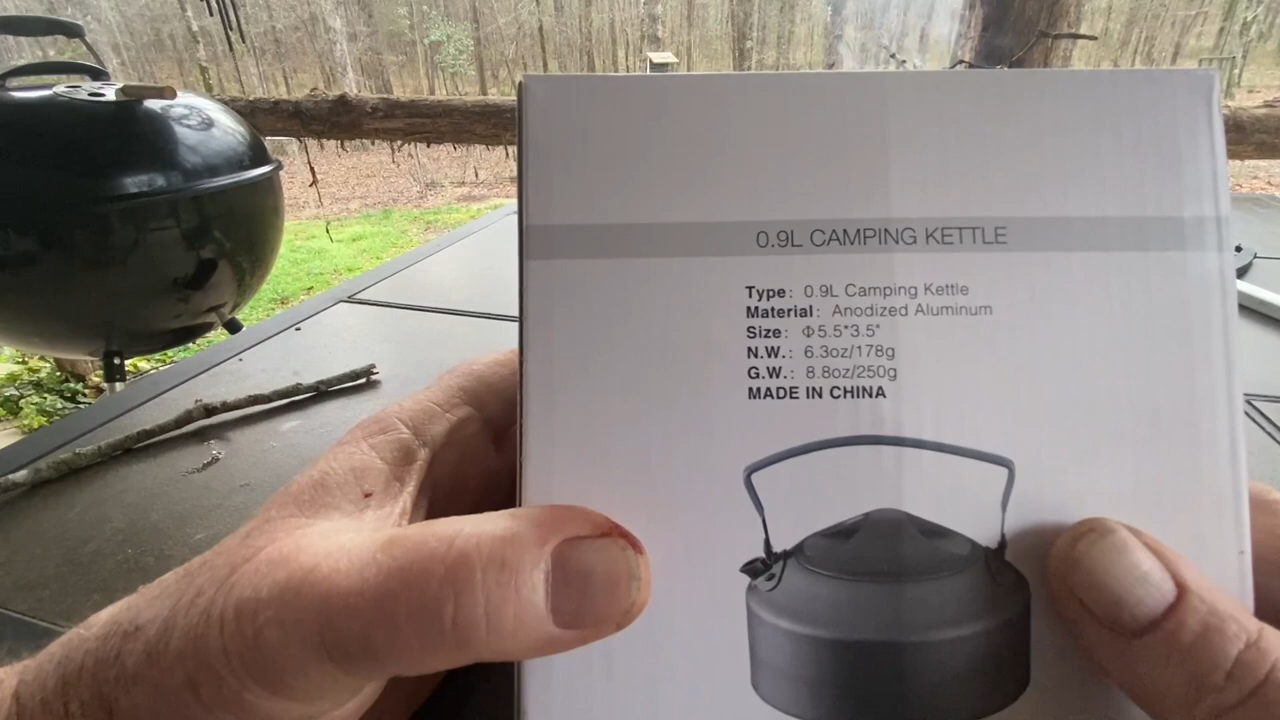 0.9L CAMPING KETTLE
Type: 0.9L Camping Kettle
Material: Anodized Aluminum
Size: Φ5.5*3.5"
N.W.: 6.3oz/178g
G.W.: 8.8oz/250g
MADE IN CHINA